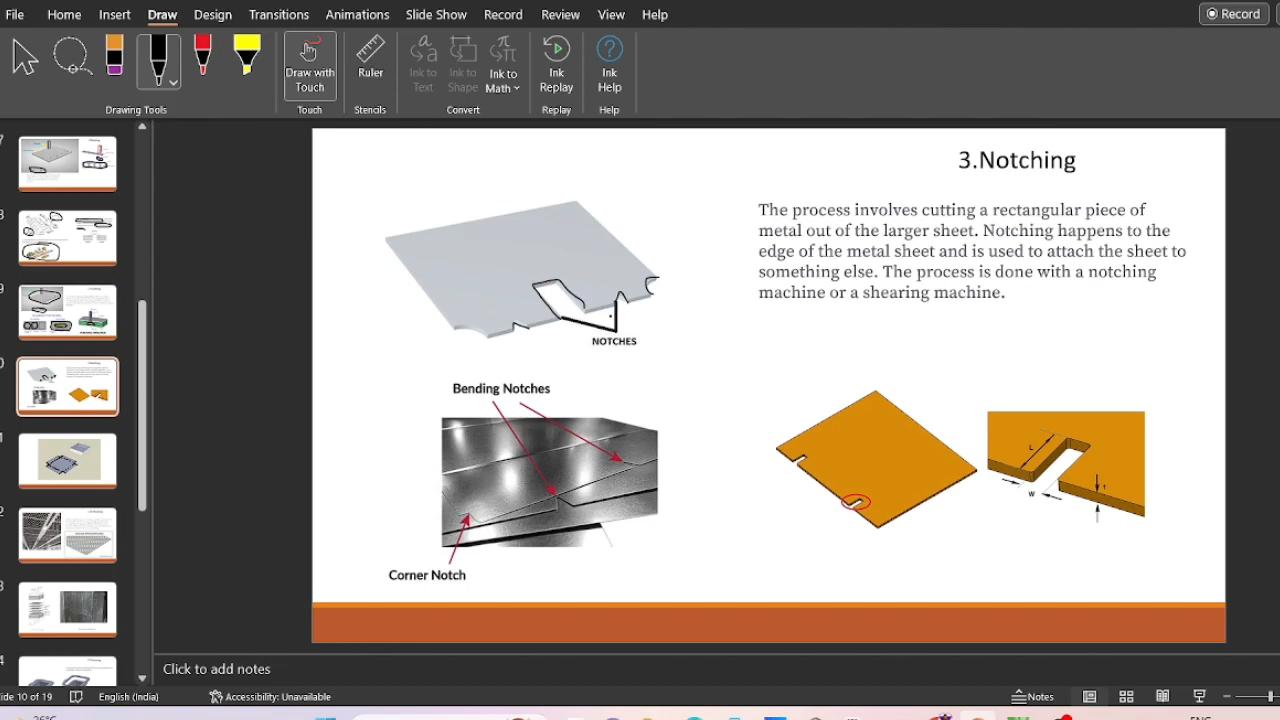 File Home Insert Draw Design Transitions Animations Slide Show Record Review View Help
Record
Draw with Touch
Ruler
Ink to Text
Ink to Shape
Ink to Math
Ink Replay
Ink Help
Drawing Tools Touch Stencils Convert Replay Help
3.Notching
The process involves cutting a rectangular piece of
metal out of the larger sheet. Notching happens to the
edge of the metal sheet and is used to attach the sheet to
something else. The process is done with a notching
machine or a shearing machine.
NOTCHES
Bending Notches
Corner Notch
L
W
t
Click to add notes
lide 10 of 19 English (India) Accessibility: Unavailable Notes
26°C ENG